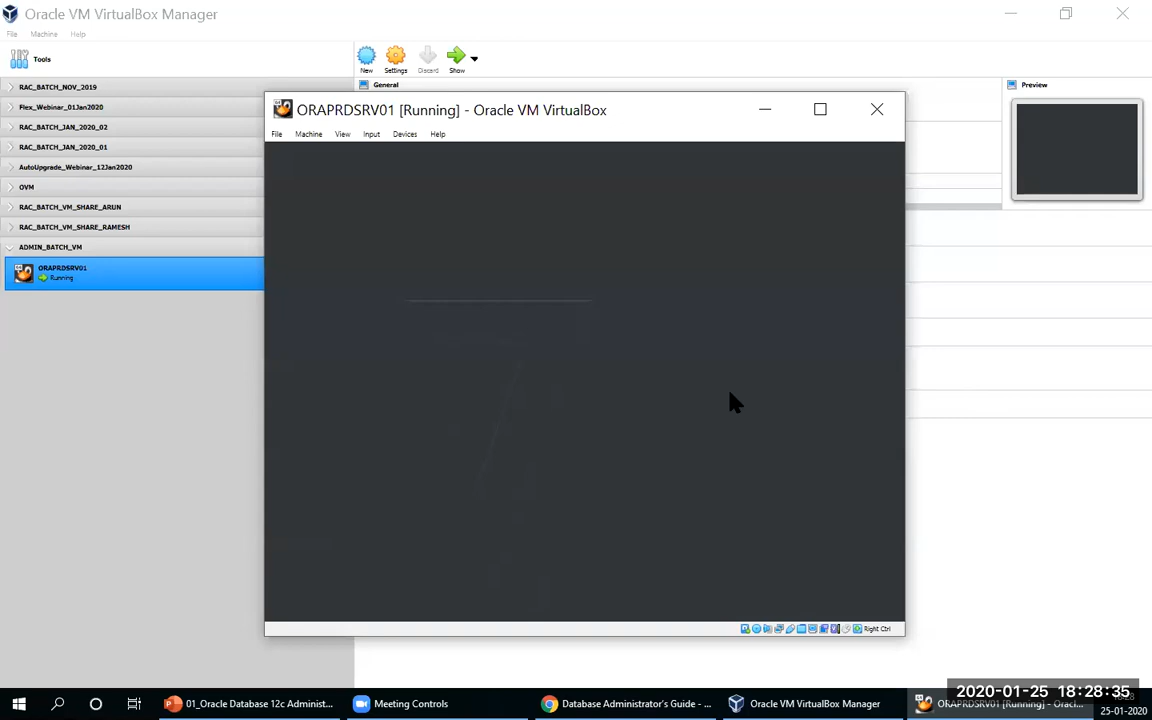 Oracle VM VirtualBox Manager
File Machine Help
Tools
New Settings Discard Show
RAC_BATCH_NOV_2019
General
Preview
Flex_Webinar_01Jan2020
ORAPRDSRV01 [Running] - Oracle VM VirtualBox
RAC_BATCH_JAN_2020_02
File Machine View Input Devices Help
RAC_BATCH_JAN_2020_01
AutoUpgrade_Webinar_12Jan2020
OVM
RAC_BATCH_VM_SHARE_ARUN
RAC_BATCH_VM_SHARE_RAMESH
ADMIN_BATCH_VM
ORAPRDSRV01
Running
Right Ctrl
2020-01-25 18:28:35
01_Oracle Database 12c Administ...
Meeting Controls
Database Administrator's Guide - ...
Oracle VM VirtualBox Manager
ORAPRDSRV01 [Running] - Oracl...
25-01-2020